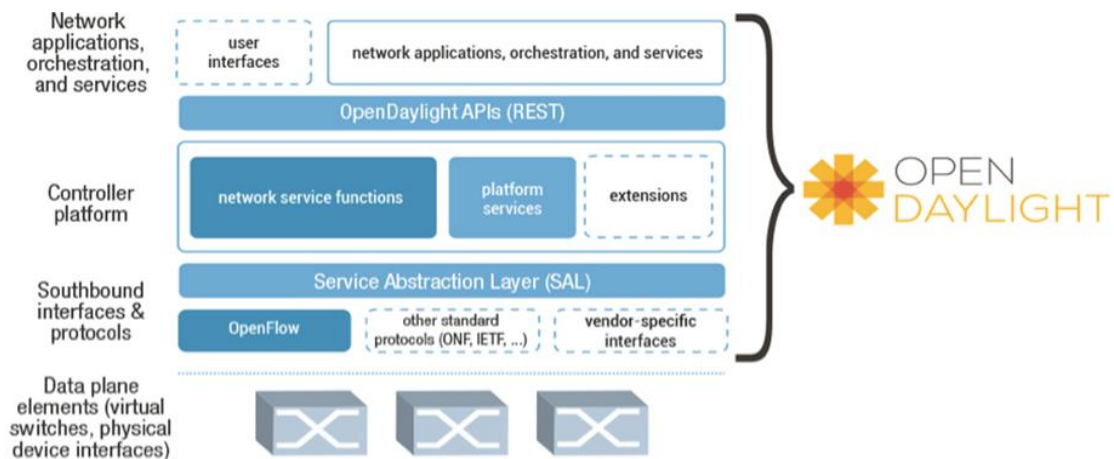 Network
applications,
orchestration,
and services
user
interfaces
network applications, orchestration, and services
OpenDaylight APIs (REST)
Controller
platform
network service functions
platform
services
extensions
OPEN
DAYLIGHT
Service Abstraction Layer (SAL)
Southbound
interfaces &
protocols
OpenFlow
other standard
protocols (ONF, IETF, ...)
vendor-specific
interfaces
Data plane
elements (virtual
switches, physical
device interfaces)